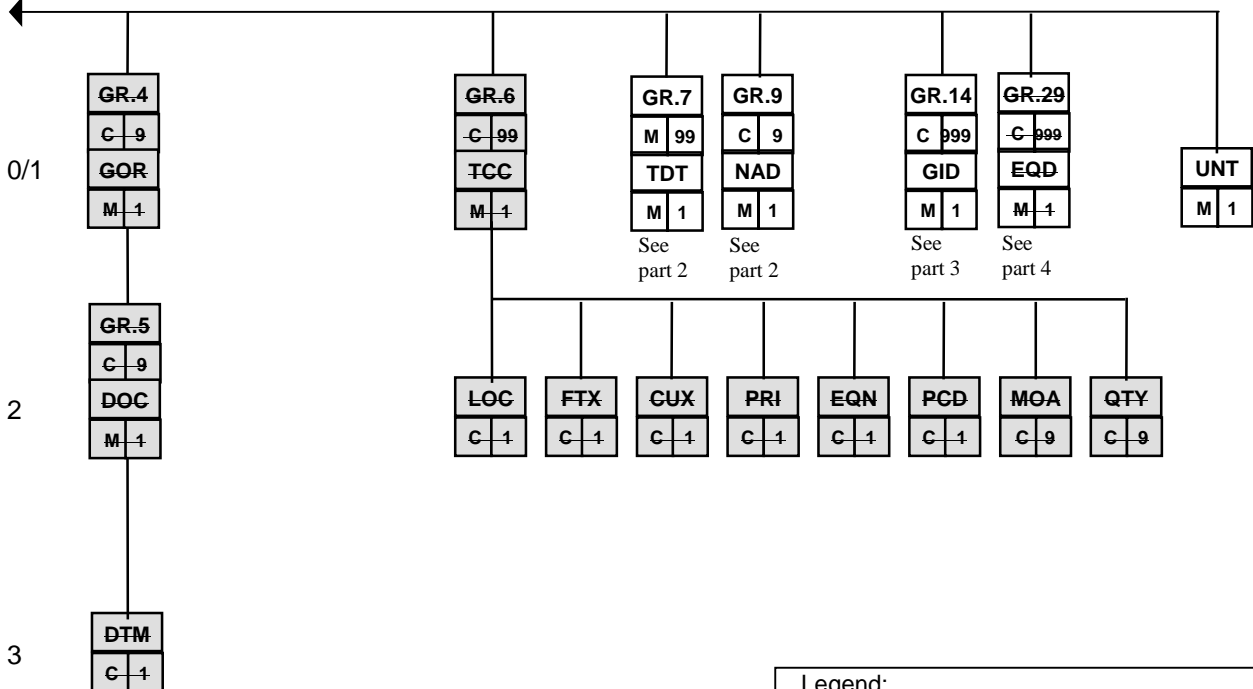 GR.4 GR.6 GR.7 GR.9 GR.14 GR.29
C 9 C 99 M 99 C 9 C 999 C 999
0/1 GOR TCC TDT NAD GID EQD UNT
M 1 M 1 M 1 M 1 M 1 M 1 M 1
See See See See
part 2 part 2 part 3 part 4
GR.5
C 9
2 DOC LOC FTX CUX PRI EQN PCD MOA QTY
M 1 C 1 C 1 C 1 C 1 C 1 C 1 C 9 C 9
DTM
3 C 1
Legend: